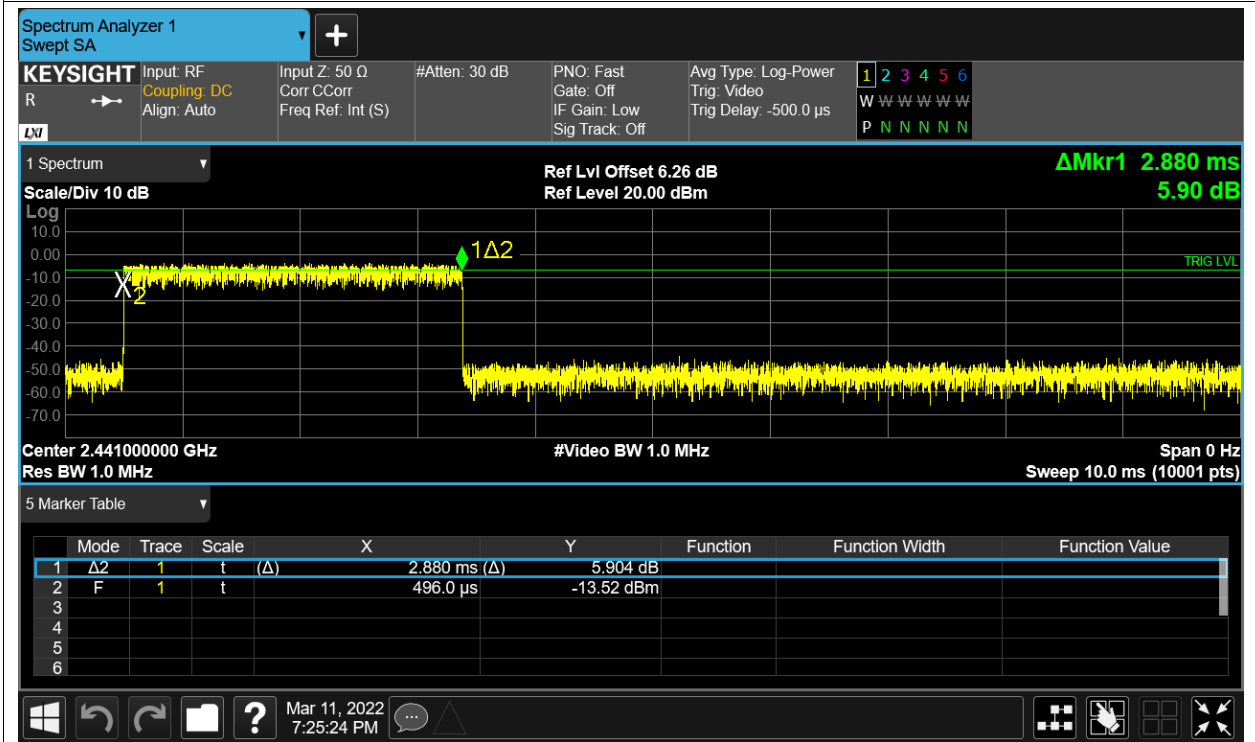 Spectrum Analyzer 1
Swept SA
KEYSIGHT
R
LXI
Input: RF
Coupling: DC
Align: Auto
Input Z: 50 Ω
Corr CCorr
Freq Ref: Int (S)
#Atten: 30 dB
PNO: Fast
Gate: Off
IF Gain: Low
Sig Track: Off
Avg Type: Log-Power
Trig: Video
Trig Delay: -500.0 µs
1 2 3 4 5 6
W W W W W W
P N N N N N
1 Spectrum
Scale/Div 10 dB
Ref Lvl Offset 6.26 dB
Ref Level 20.00 dBm
ΔMkr1 2.880 ms
5.90 dB
Log
10.0
0.00
-10.0
-20.0
-30.0
-40.0
-50.0
-60.0
-70.0
1Δ2
X2
TRIG LVL
Center 2.441000000 GHz
#Video BW 1.0 MHz
Span 0 Hz
Res BW 1.0 MHz
Sweep 10.0 ms (10001 pts)
5 Marker Table
Mode Trace Scale X Y Function Function Width Function Value
1 Δ2 1 t (Δ) 2.880 ms (Δ) 5.904 dB
2 F 1 t 496.0 µs -13.52 dBm
3
4
5
6
?
Mar 11, 2022
7:25:24 PM